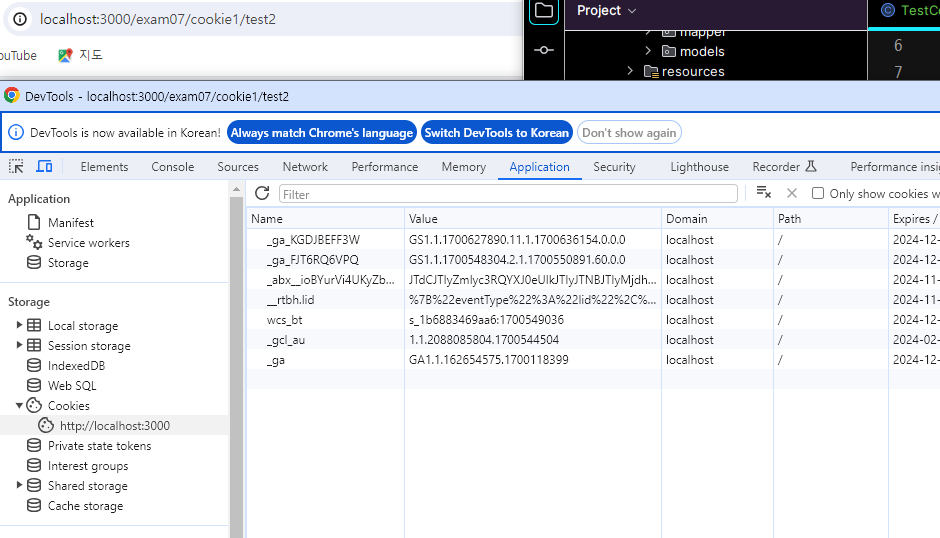 localhost:3000/exam07/cookie1/test2
Project
TestC
ouTube 지도
mapper
models
resources
6
7
DevTools - localhost:3000/exam07/cookie1/test2
DevTools is now available in Korean! Always match Chrome's language Switch DevTools to Korean Don't show again
Elements Console Sources Network Performance Memory Application Security Lighthouse Recorder Performance insig
Application
Manifest
Service workers
Storage
Storage
Local storage
Session storage
IndexedDB
Web SQL
Cookies
http://localhost:3000
Private state tokens
Interest groups
Shared storage
Cache storage
Filter Only show cookies w
Name Value Domain Path Expires /
_ga_KGDJBEFF3W GS1.1.1700627890.11.1.1700636154.0.0.0 localhost / 2024-12-
_ga_FJT6RQ6VPQ GS1.1.1700548304.2.1.1700550891.60.0.0 localhost / 2024-12-
_abx__ioBYurVi4UKyZb... JTdCJTIyZmlyc3RQYXJ0eUlkJTIyJTNBJTIyMjdh... localhost / 2024-11-
__rtbh.lid %7B%22eventType%22%3A%22lid%22%2C%... localhost / 2024-11-
wcs_bt s_1b6883469aa6:1700549036 localhost / 2024-12-
_gcl_au 1.1.2088085804.1700544504 localhost / 2024-02-
_ga GA1.1.162654575.1700118399 localhost / 2024-12-